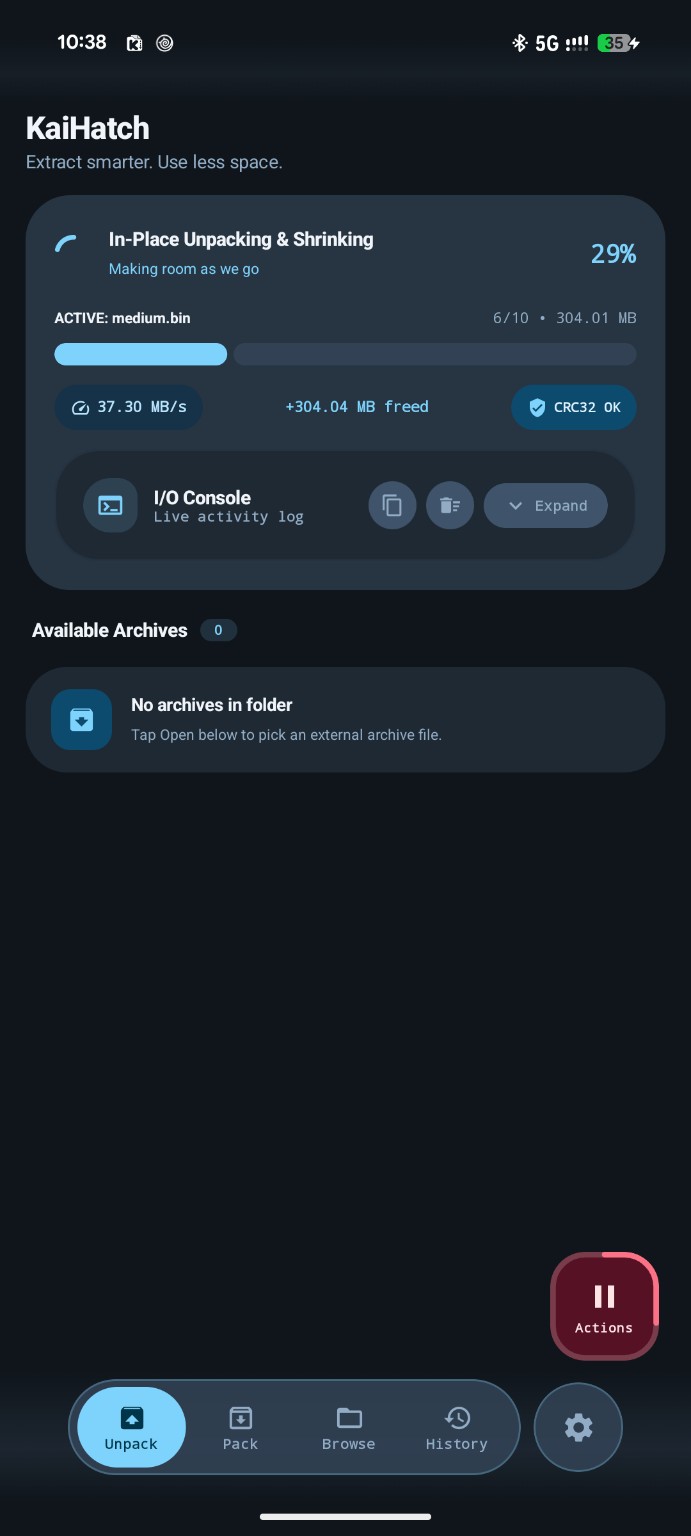 10:38 5G 35
KaiHatch
Extract smarter. Use less space.
In-Place Unpacking & Shrinking
Making room as we go
29%
ACTIVE: medium.bin 6/10 • 304.01 MB
37.30 MB/s +304.04 MB freed CRC32 OK
I/O Console
Live activity log
Expand
Available Archives 0
No archives in folder
Tap Open below to pick an external archive file.
Actions
Unpack Pack Browse History